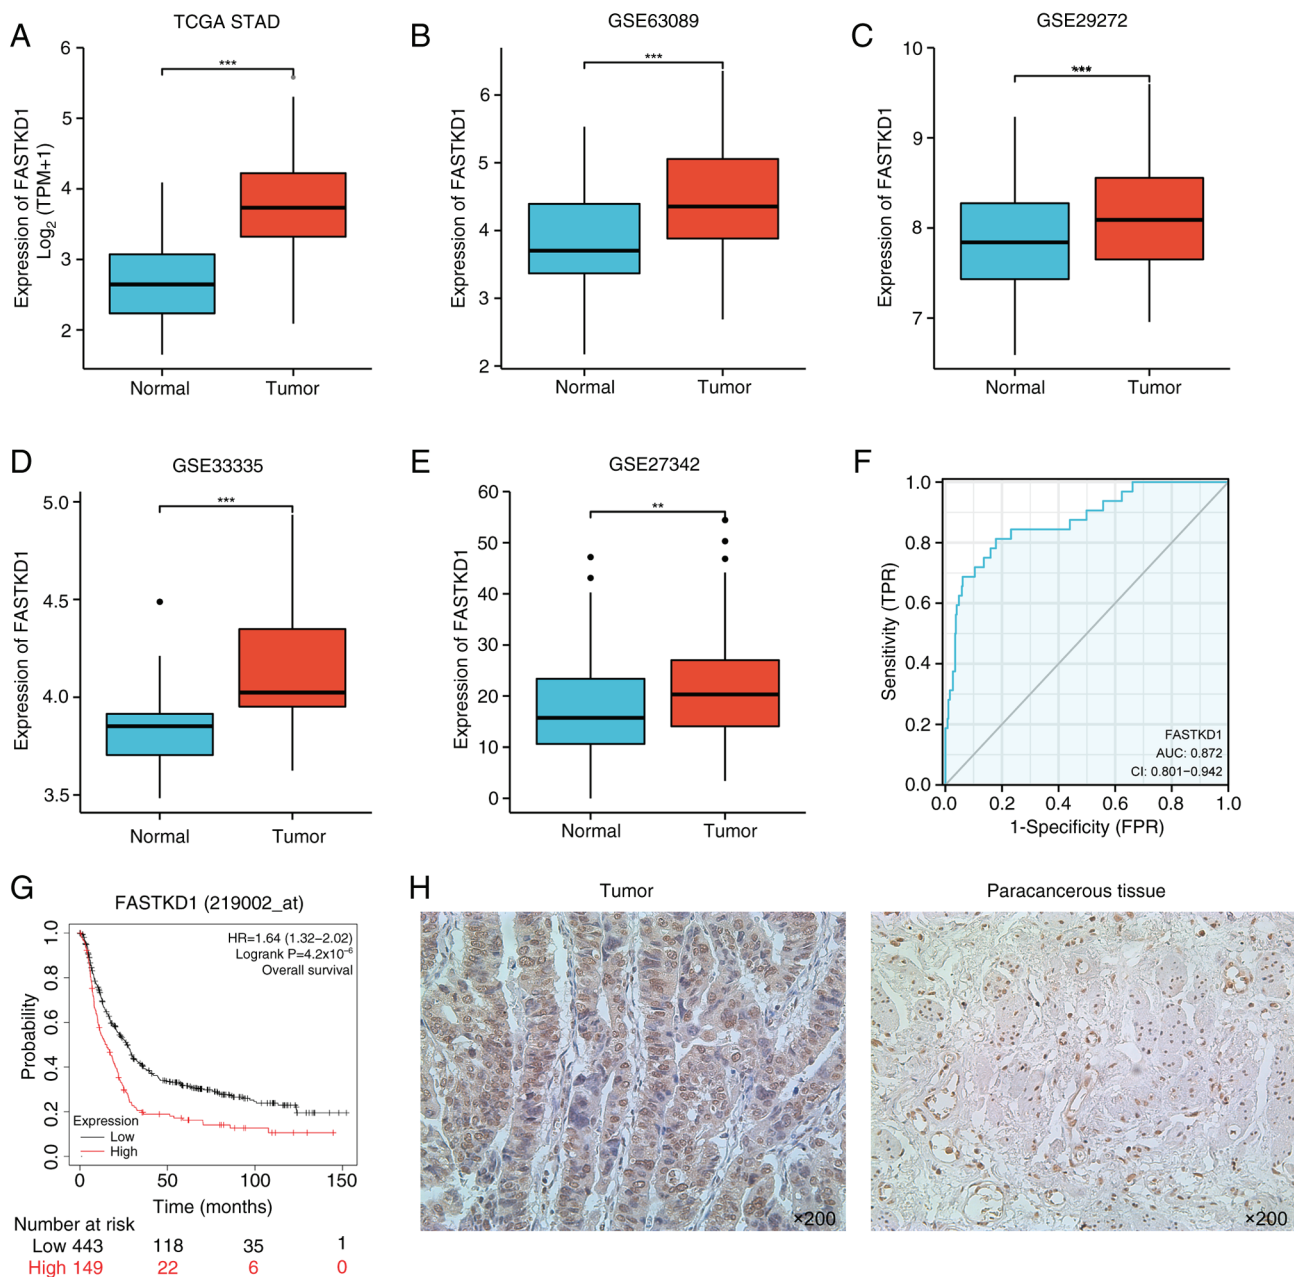 A
TCGA STAD
Expression of FASTKD1
Log2 (TPM+1)
6
5
4
3
2
***
Normal
Tumor
B
GSE63089
Expression of FASTKD1
6
5
4
3
2
***
Normal
Tumor
C
GSE29272
Expression of FASTKD1
10
9
8
7
***
Normal
Tumor
D
GSE33335
Expression of FASTKD1
5.0
4.5
4.0
3.5
***
Normal
Tumor
E
GSE27342
Expression of FASTKD1
60
50
40
30
20
10
0
**
Normal
Tumor
F
Sensitivity (TPR)
1.0
0.8
0.6
0.4
0.2
0.0
FASTKD1
AUC: 0.872
CI: 0.801–0.942
0.0 0.2 0.4 0.6 0.8 1.0
1-Specificity (FPR)
G
FASTKD1 (219002_at)
Probability
1.0
0.8
0.6
0.4
0.2
0.0
HR=1.64 (1.32–2.02)
Logrank P=4.2x10⁻⁶
Overall survival
Expression
Low
High
0 50 100 150
Time (months)
Number at risk
Low 443 118 35 1
High 149 22 6 0
H
Tumor
×200
Paracancerous tissue
×200